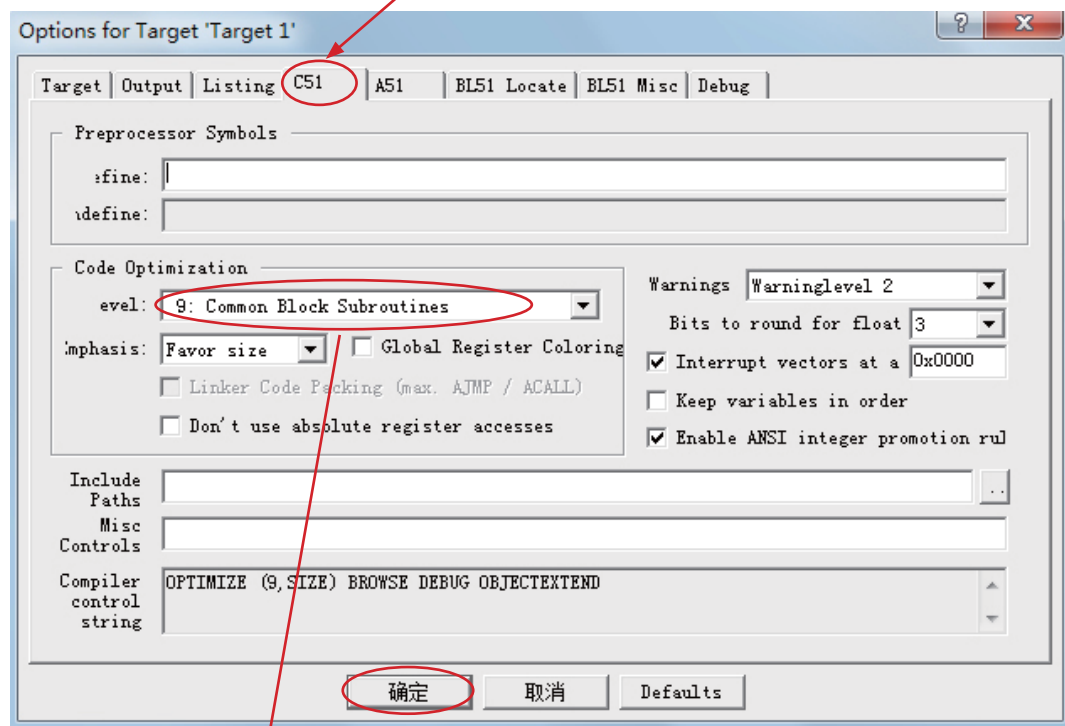 Options for Target 'Target 1'
Target Output Listing C51 A51 BL51 Locate BL51 Misc Debug
Preprocessor Symbols
efine:
define:
Code Optimization
evel: 9: Common Block Subroutines
mphasis: Favor size Global Register Coloring
Linker Code Packing (max. AJMP / ACALL)
Don't use absolute register accesses
Warnings Warninglevel 2
Bits to round for float 3
Interrupt vectors at a 0x0000
Keep variables in order
Enable ANSI integer promotion rul
Include
Paths
..
Misc
Controls
Compiler
control
string
OPTIMIZE (9,SIZE) BROWSE DEBUG OBJECTEXTEND
确定 取消 Defaults